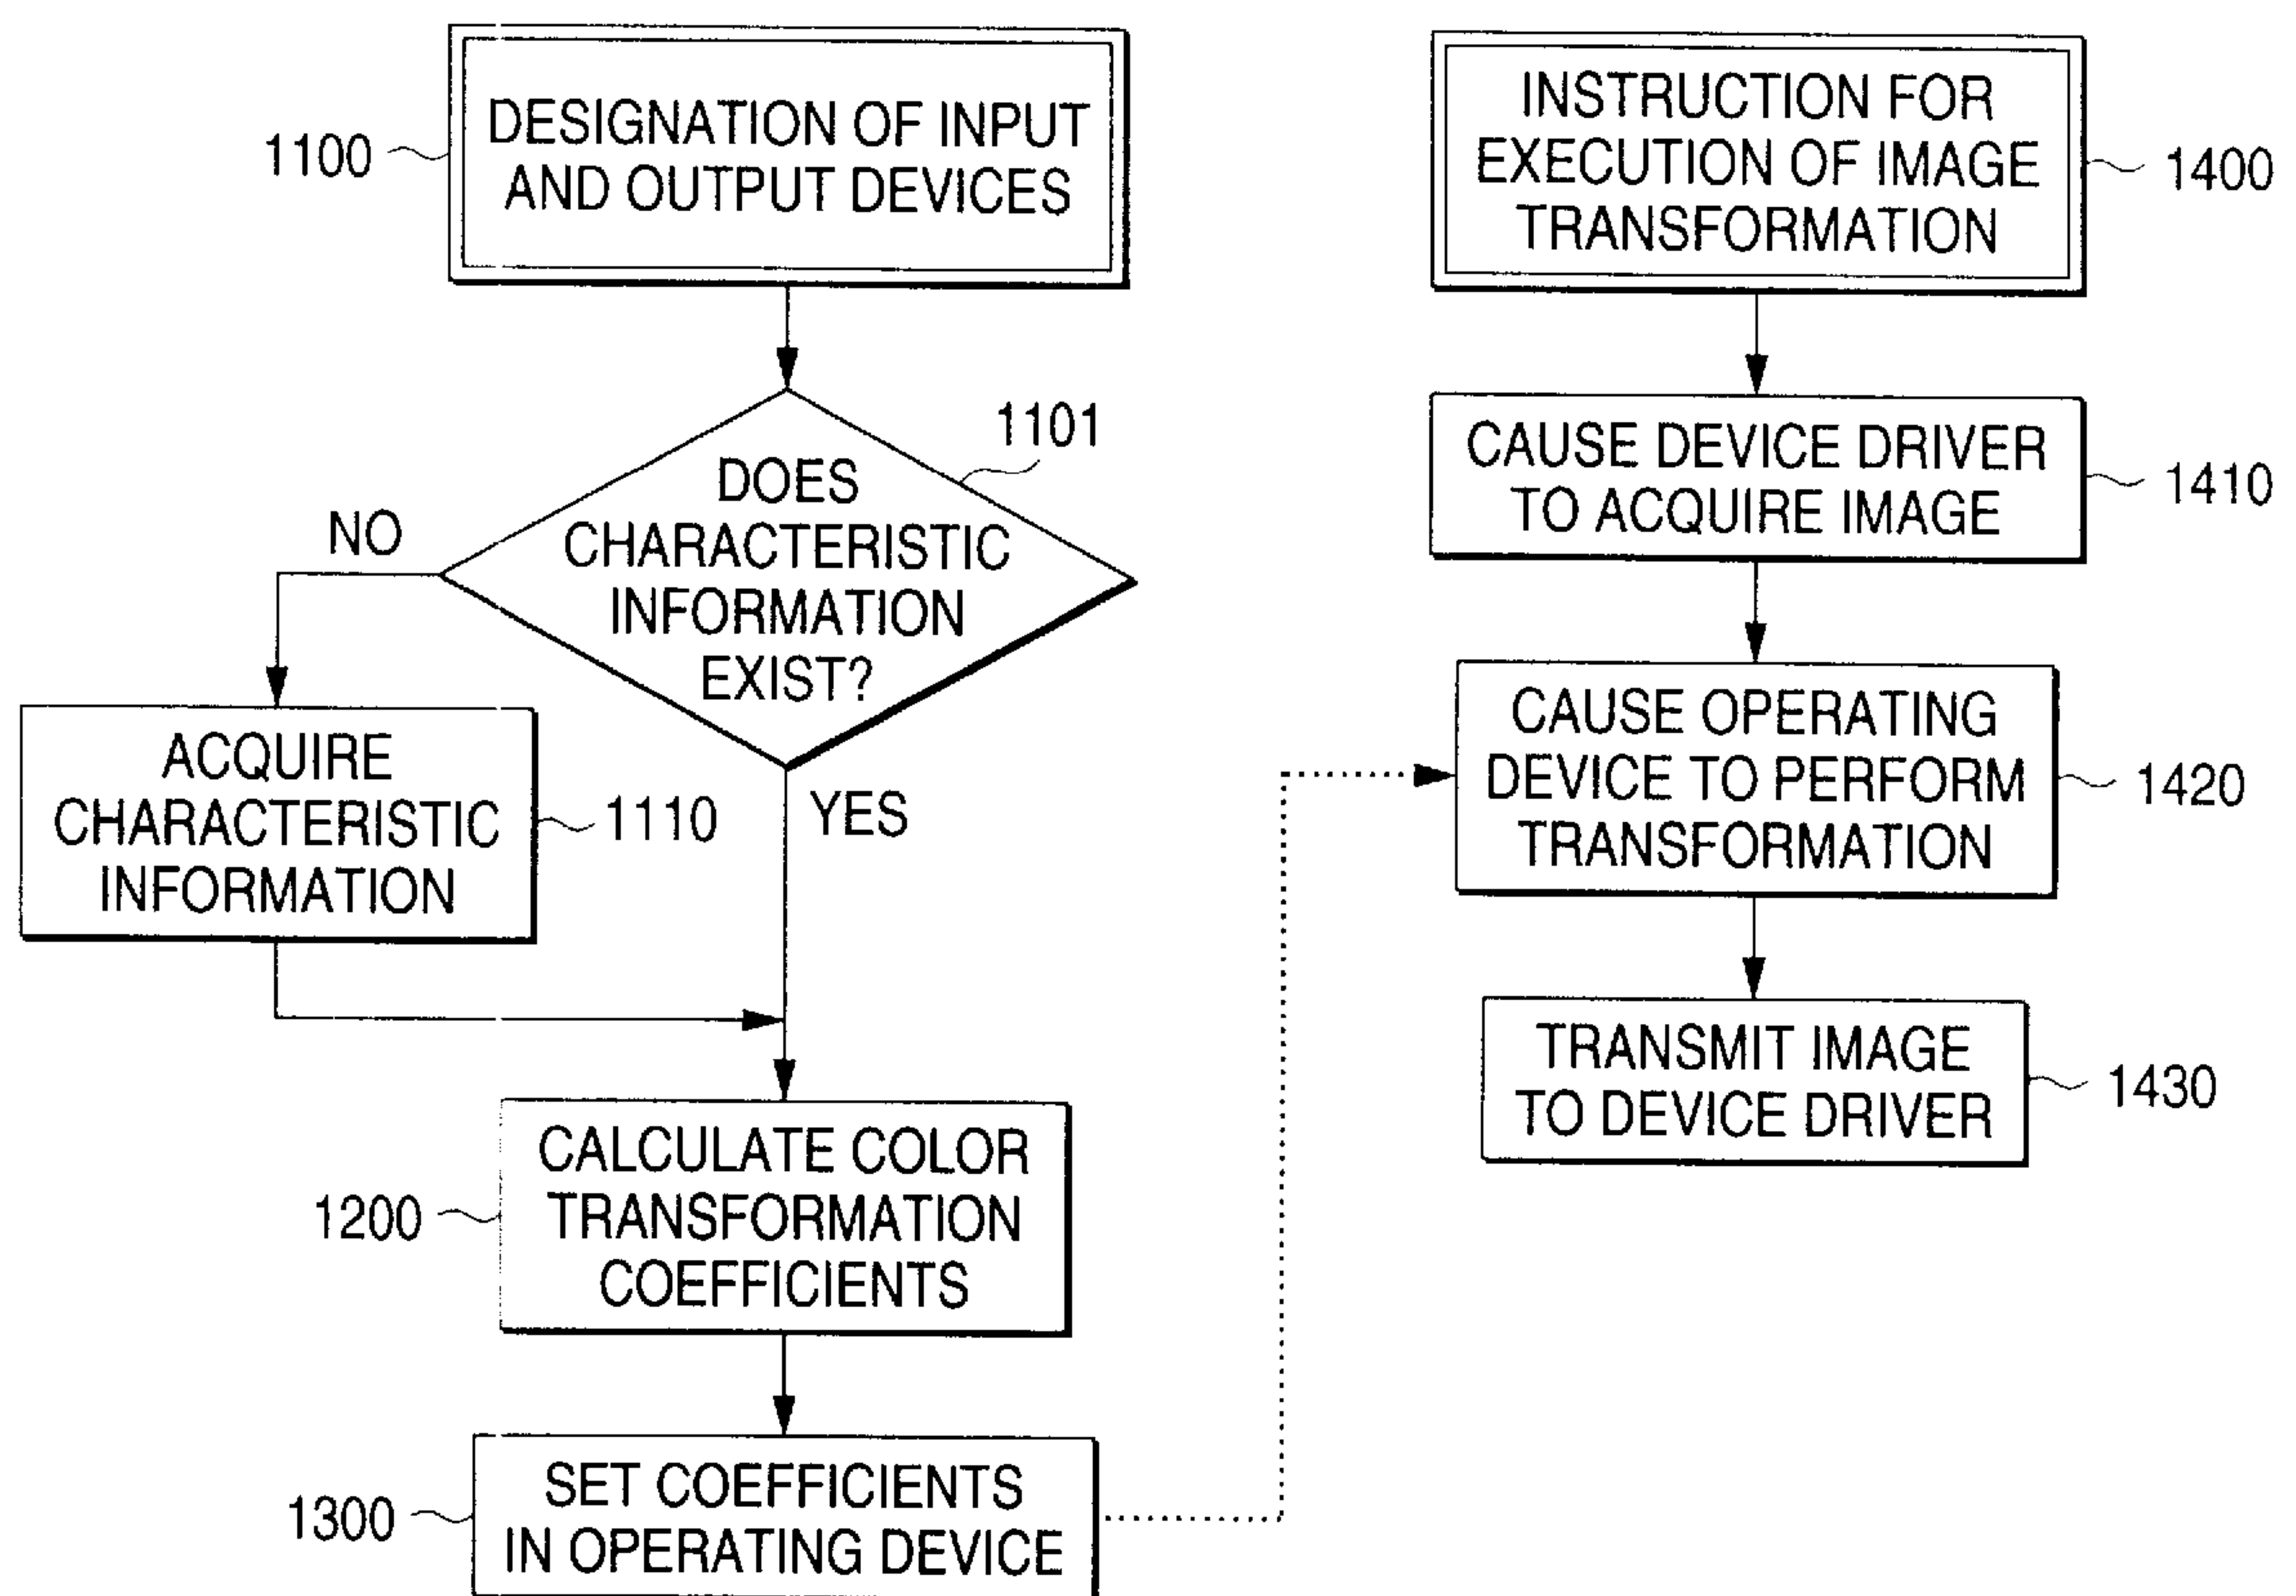 DESIGNATION OF INPUT
AND OUTPUT DEVICES
1100
DOES
CHARACTERISTIC
INFORMATION
EXIST?
1101
NO
YES
ACQUIRE
CHARACTERISTIC
INFORMATION
1110
CALCULATE COLOR
TRANSFORMATION
COEFFICIENTS
1200
SET COEFFICIENTS
IN OPERATING DEVICE
1300
INSTRUCTION FOR
EXECUTION OF IMAGE
TRANSFORMATION
1400
CAUSE DEVICE DRIVER
TO ACQUIRE IMAGE
1410
CAUSE OPERATING
DEVICE TO PERFORM
TRANSFORMATION
1420
TRANSMIT IMAGE
TO DEVICE DRIVER
1430